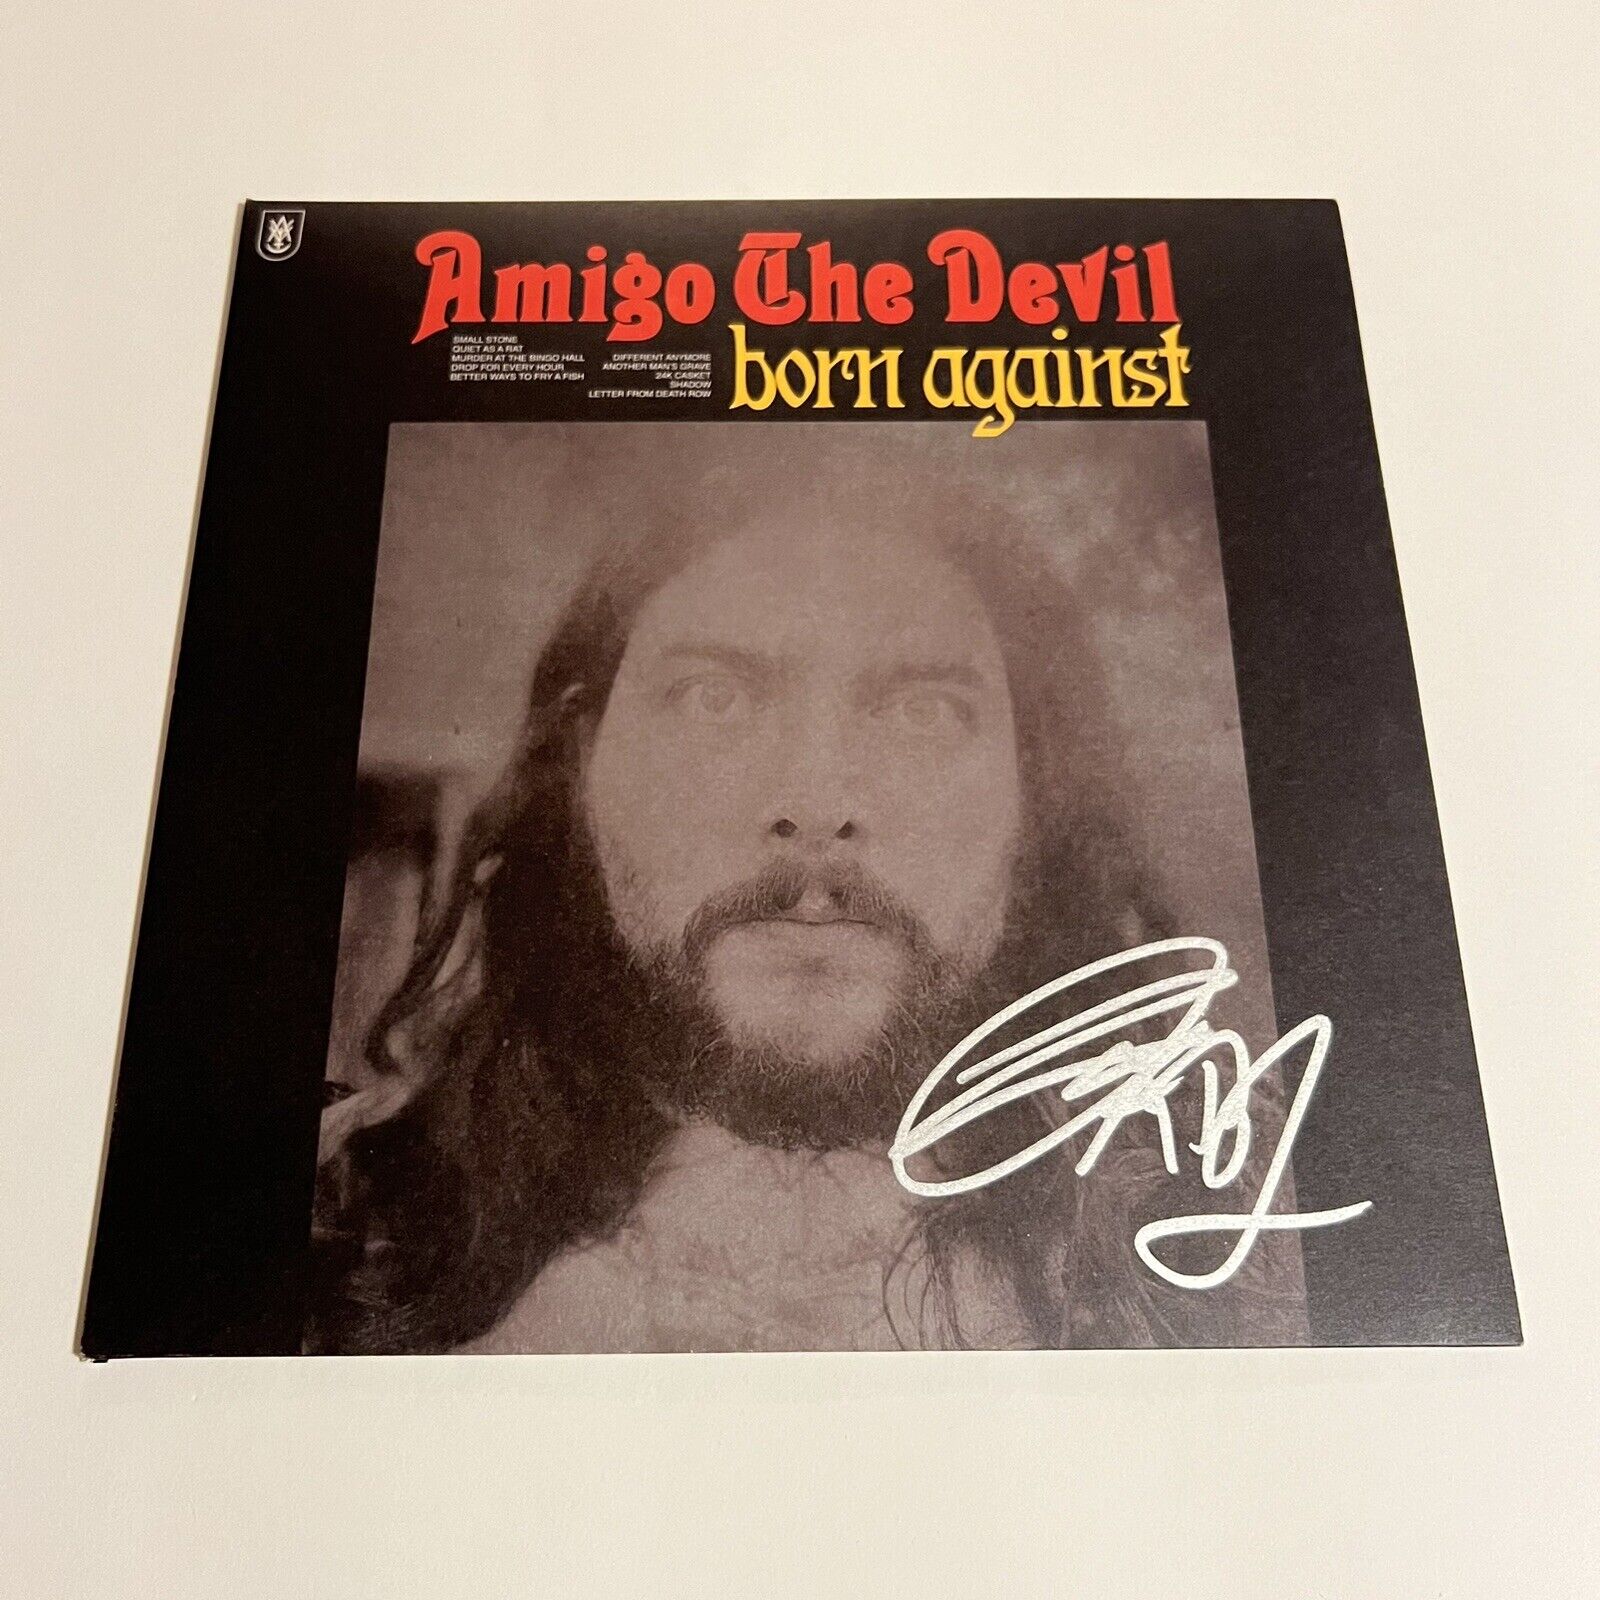 Amigo The Devil
born against
SMALL STONE
QUIET AS A RAT
MURDER AT THE BINGO HALL
DROP FOR EVERY HOUR
BETTER WAYS TO FRY A FISH
DIFFERENT ANYMORE
ANOTHER MAN'S GRAVE
24K CASKET
SHADOW
LETTER FROM DEATH ROW